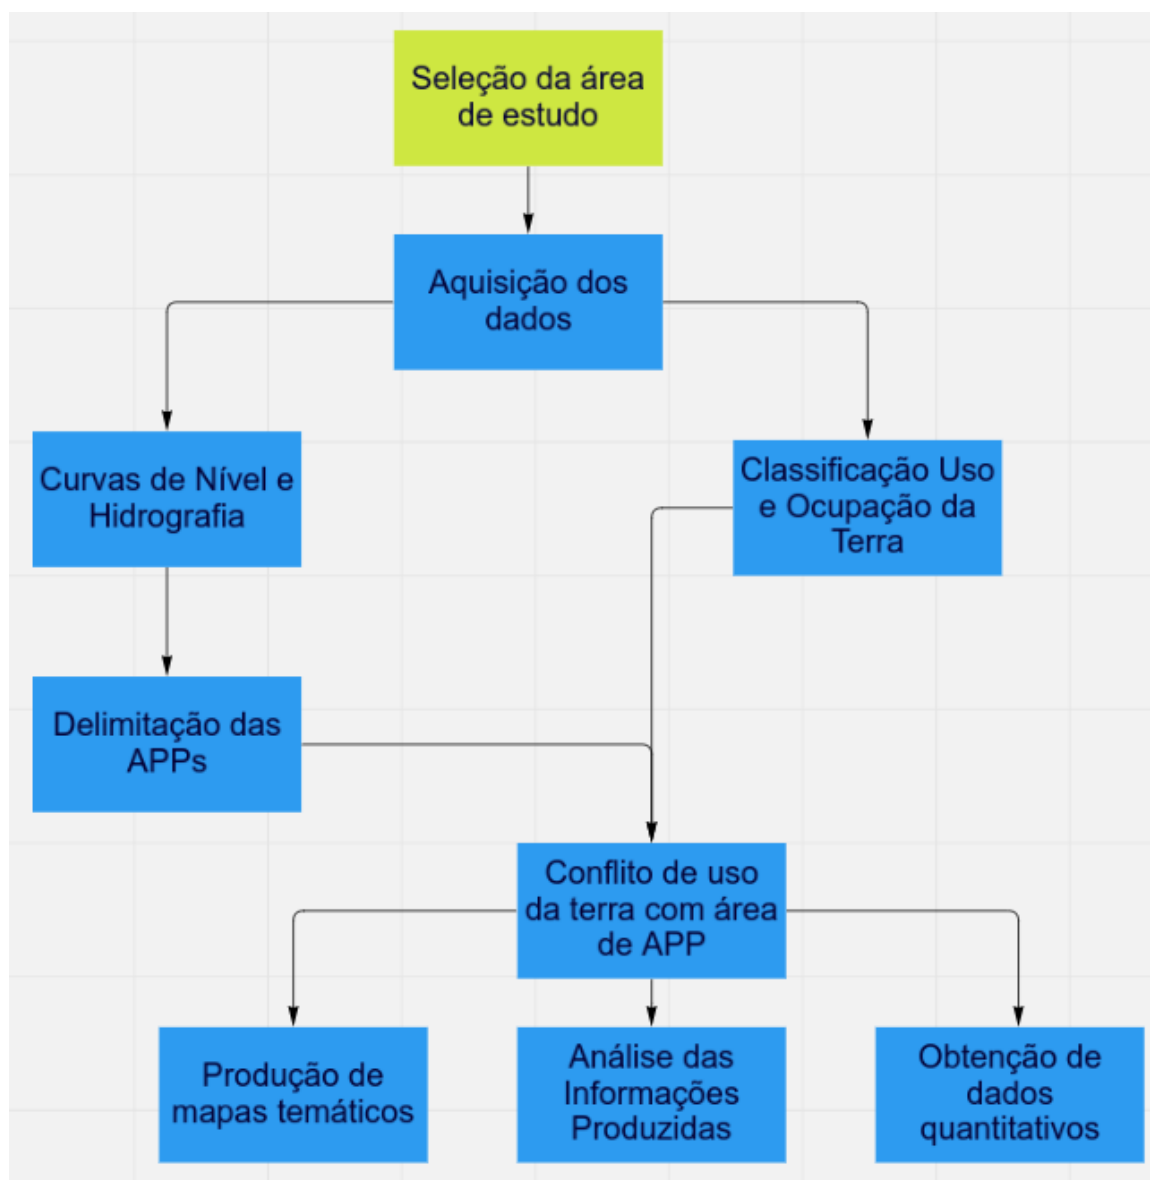 Seleção da área
de estudo
Aquisição dos
dados
Curvas de Nível e
Hidrografia
Classificação Uso
e Ocupação da
Terra
Delimitação das
APPs
Conflito de uso
da terra com área
de APP
Produção de
mapas temáticos
Análise das
Informações
Produzidas
Obtenção de
dados
quantitativos